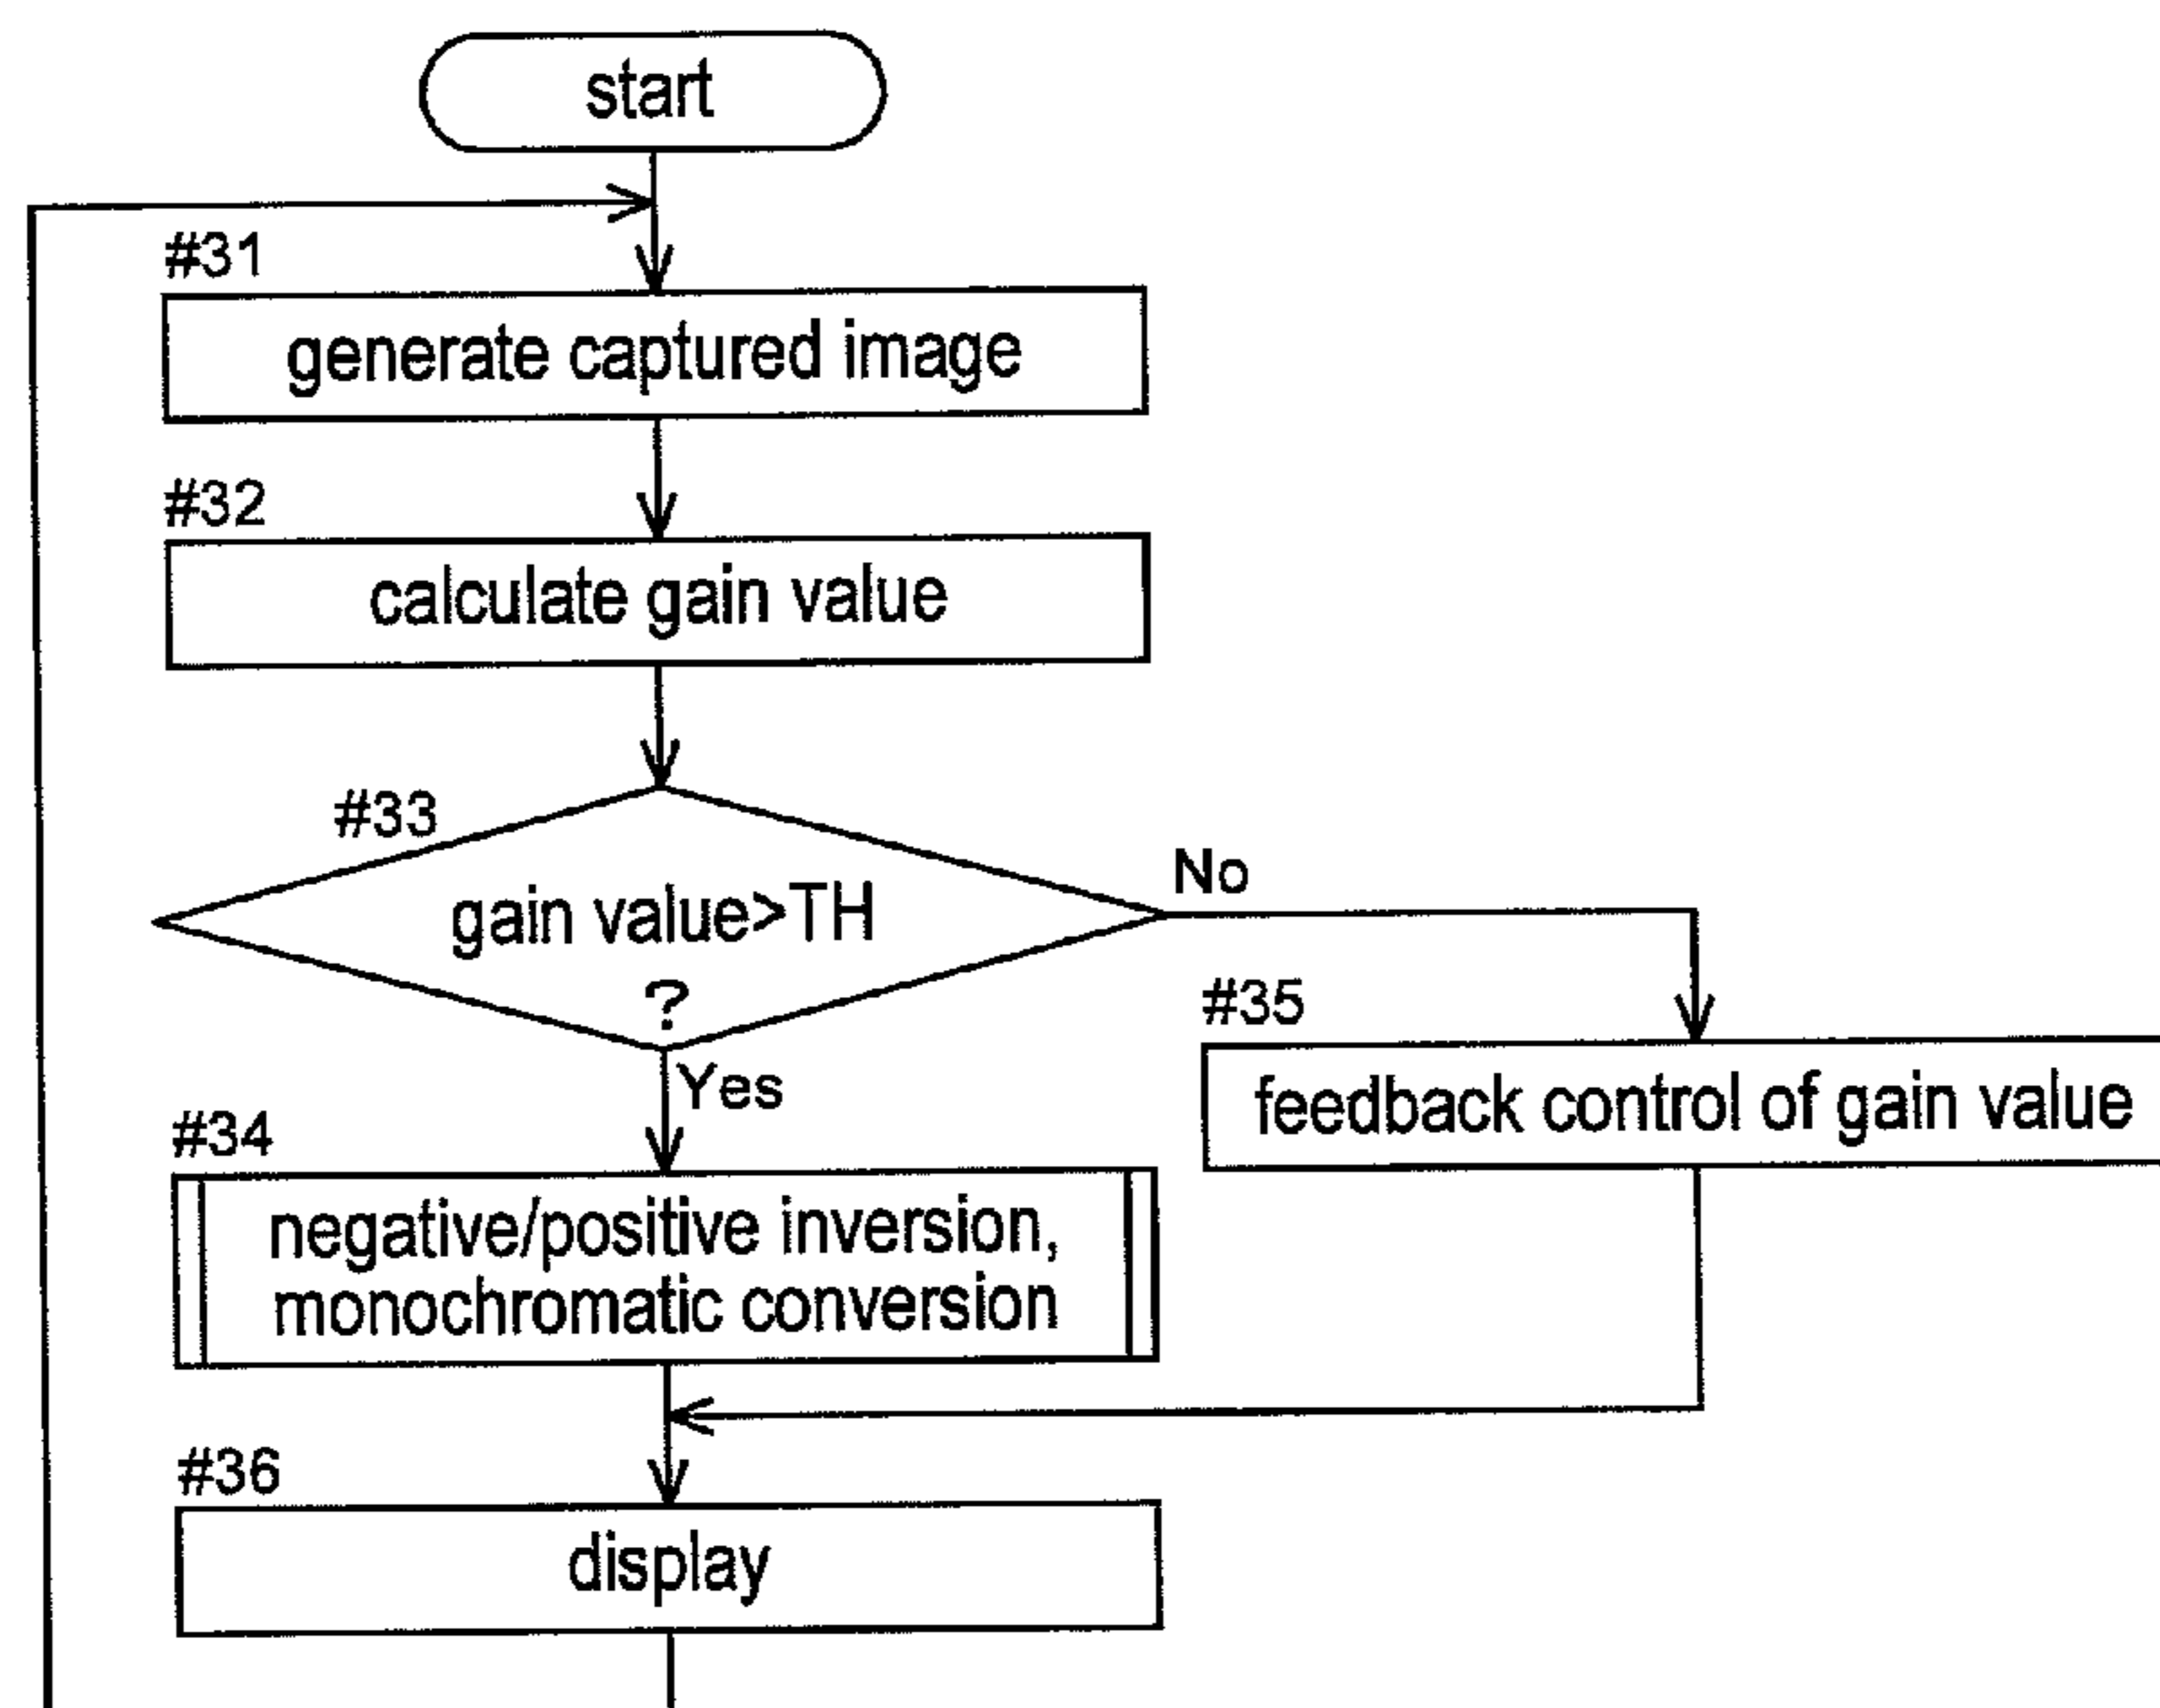 start
#31
generate captured image
#32
calculate gain value
#33
gain value>TH
?
No
Yes
#35
feedback control of gain value
#34
negative/positive inversion,
monochromatic conversion
#36
display